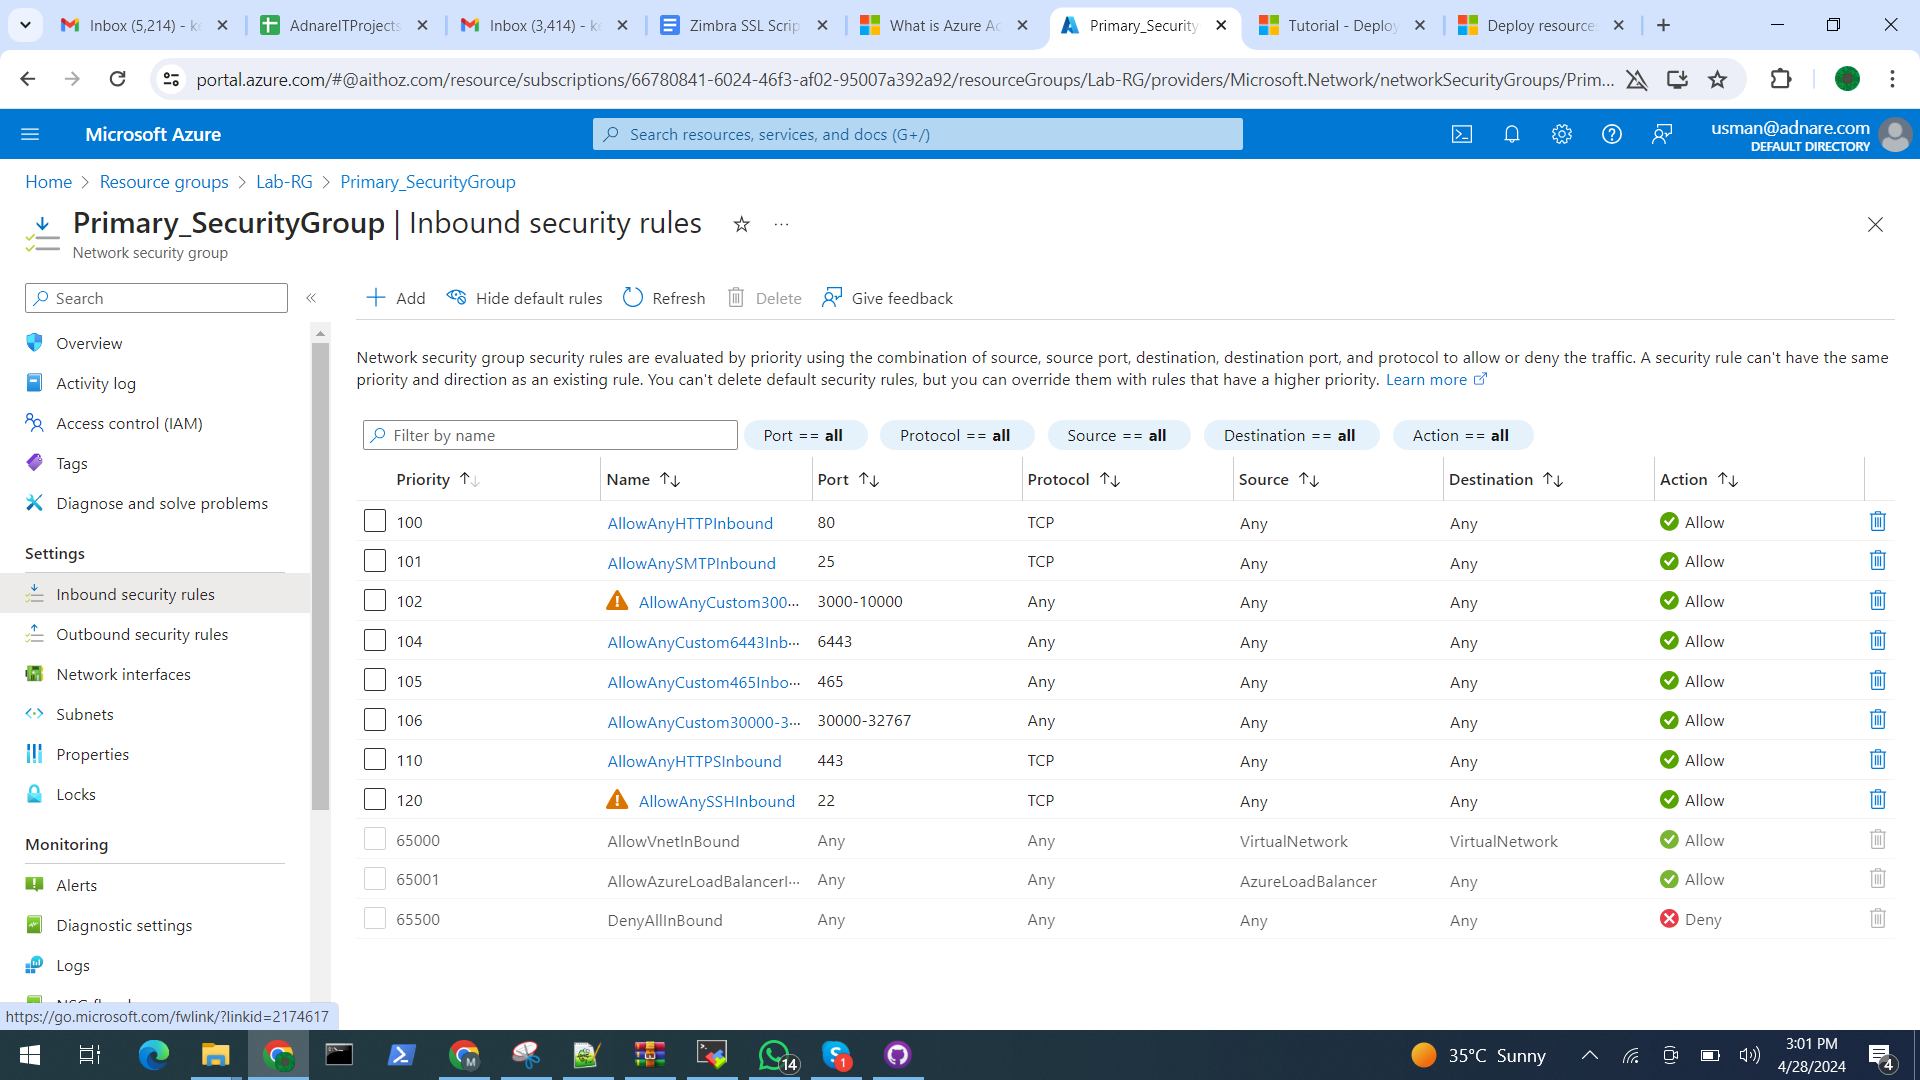 Inbox (5,214) - ke
AdnareITProjects
Inbox (3,414) - ke
Zimbra SSL Scrip
What is Azure Ac
Primary_Security
Tutorial - Deploy
Deploy resource
portal.azure.com/#@aithoz.com/resource/subscriptions/66780841-6024-46f3-af02-95007a392a92/resourceGroups/Lab-RG/providers/Microsoft.Network/networkSecurityGroups/Prim...
Microsoft Azure
Search resources, services, and docs (G+/)
usman@adnare.com
DEFAULT DIRECTORY
Home > Resource groups > Lab-RG > Primary_SecurityGroup
Primary_SecurityGroup | Inbound security rules
Network security group
Search
Overview
Activity log
Access control (IAM)
Tags
Diagnose and solve problems
Settings
Inbound security rules
Outbound security rules
Network interfaces
Subnets
Properties
Locks
Monitoring
Alerts
Diagnostic settings
Logs
https://go.microsoft.com/fwlink/?linkid=2174617
Add Hide default rules Refresh Delete Give feedback
Network security group security rules are evaluated by priority using the combination of source, source port, destination, destination port, and protocol to allow or deny the traffic. A security rule can't have the same
priority and direction as an existing rule. You can't delete default security rules, but you can override them with rules that have a higher priority. Learn more
Filter by name Port == all Protocol == all Source == all Destination == all Action == all
Priority Name Port Protocol Source Destination Action
100 AllowAnyHTTPInbound 80 TCP Any Any Allow
101 AllowAnySMTPInbound 25 TCP Any Any Allow
102 AllowAnyCustom300... 3000-10000 Any Any Any Allow
104 AllowAnyCustom6443Inb... 6443 Any Any Any Allow
105 AllowAnyCustom465Inbo... 465 Any Any Any Allow
106 AllowAnyCustom30000-3... 30000-32767 Any Any Any Allow
110 AllowAnyHTTPSInbound 443 TCP Any Any Allow
120 AllowAnySSHInbound 22 TCP Any Any Allow
65000 AllowVnetInBound Any Any VirtualNetwork VirtualNetwork Allow
65001 AllowAzureLoadBalancerI... Any Any AzureLoadBalancer Any Allow
65500 DenyAllInBound Any Any Any Any Deny
M
14
1
35°C Sunny
3:01 PM
4/28/2024
4